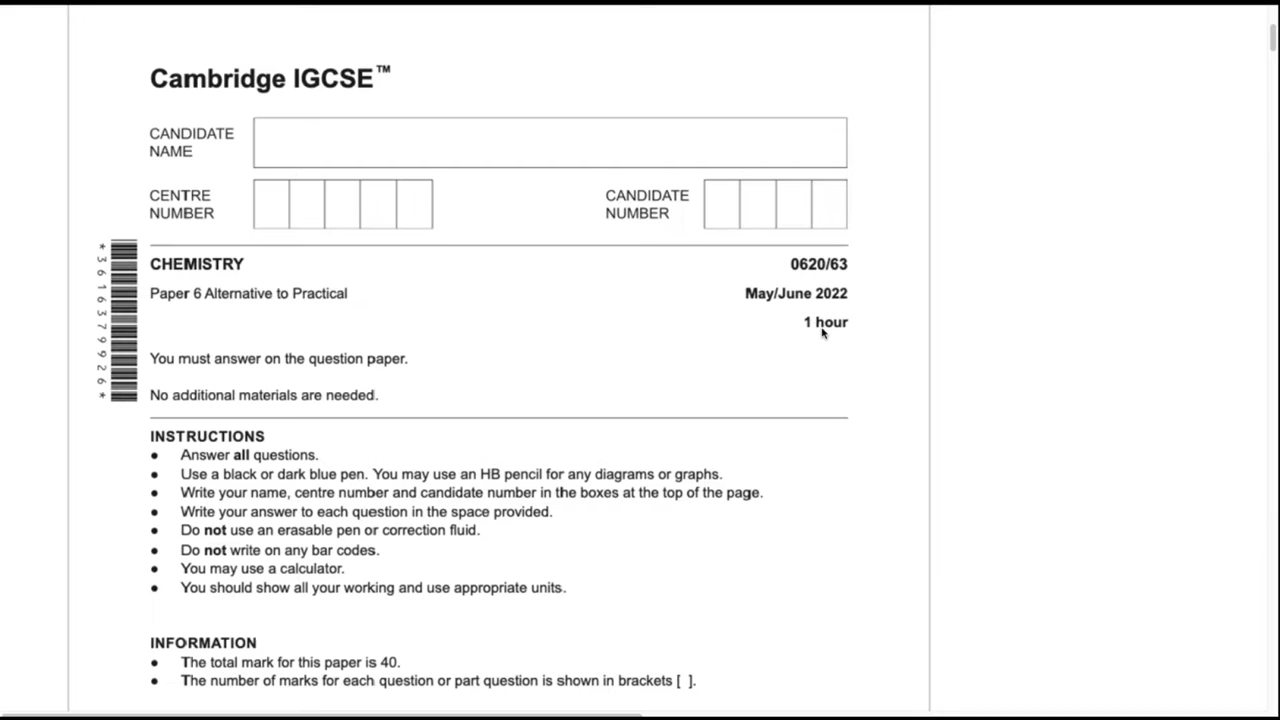 Cambridge IGCSE™
CANDIDATE
NAME
CENTRE
NUMBER
CANDIDATE
NUMBER
*3616379926*
CHEMISTRY 0620/63
Paper 6 Alternative to Practical May/June 2022
1 hour
You must answer on the question paper.
No additional materials are needed.
INSTRUCTIONS
● Answer all questions.
● Use a black or dark blue pen. You may use an HB pencil for any diagrams or graphs.
● Write your name, centre number and candidate number in the boxes at the top of the page.
● Write your answer to each question in the space provided.
● Do not use an erasable pen or correction fluid.
● Do not write on any bar codes.
● You may use a calculator.
● You should show all your working and use appropriate units.
INFORMATION
● The total mark for this paper is 40.
● The number of marks for each question or part question is shown in brackets [ ].